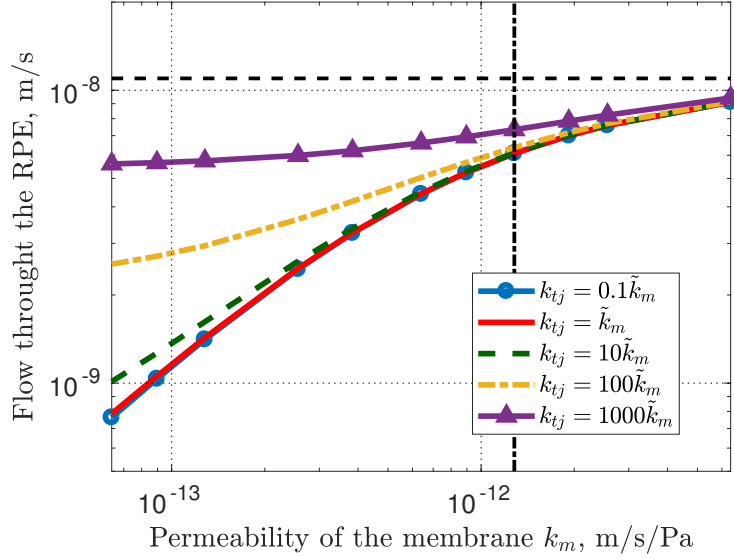 Flow throught the RPE, m/s
10⁻⁸
10⁻⁹
k_{tj} = 0.1\tilde{k}_m
k_{tj} = \tilde{k}_m
k_{tj} = 10\tilde{k}_m
k_{tj} = 100\tilde{k}_m
k_{tj} = 1000\tilde{k}_m
10⁻¹³ 10⁻¹²
Permeability of the membrane k_m, m/s/Pa